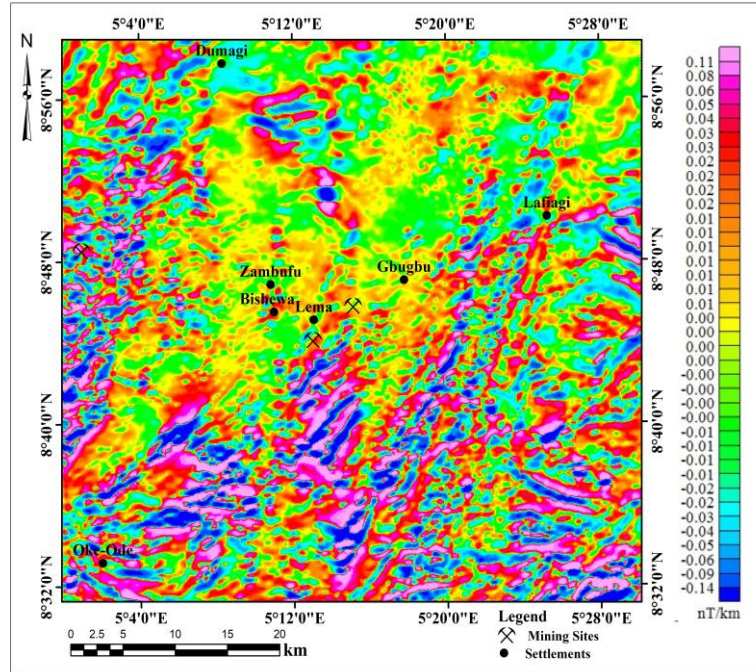 5°4'0"E 5°12'0"E 5°20'0"E 5°28'0"E
N
8°56'0"N
8°48'0"N
8°40'0"N
8°32'0"N
Dumagi
Lafiagi
Zambufu
Gbugbu
Bishewa
Lema
Oke-Ode
8°56'0"N
8°48'0"N
8°40'0"N
8°32'0"N
0.11
0.08
0.06
0.05
0.04
0.03
0.03
0.02
0.02
0.02
0.01
0.01
0.01
0.01
0.00
0.00
0.00
0.00
-0.00
-0.00
-0.00
-0.01
-0.01
-0.01
-0.01
-0.02
-0.02
-0.03
-0.04
-0.05
-0.06
-0.09
-0.14
nT/km
5°4'0"E 5°12'0"E 5°20'0"E 5°28'0"E
0 2.5 5 10 15 20
km
Legend
Mining Sites
Settlements